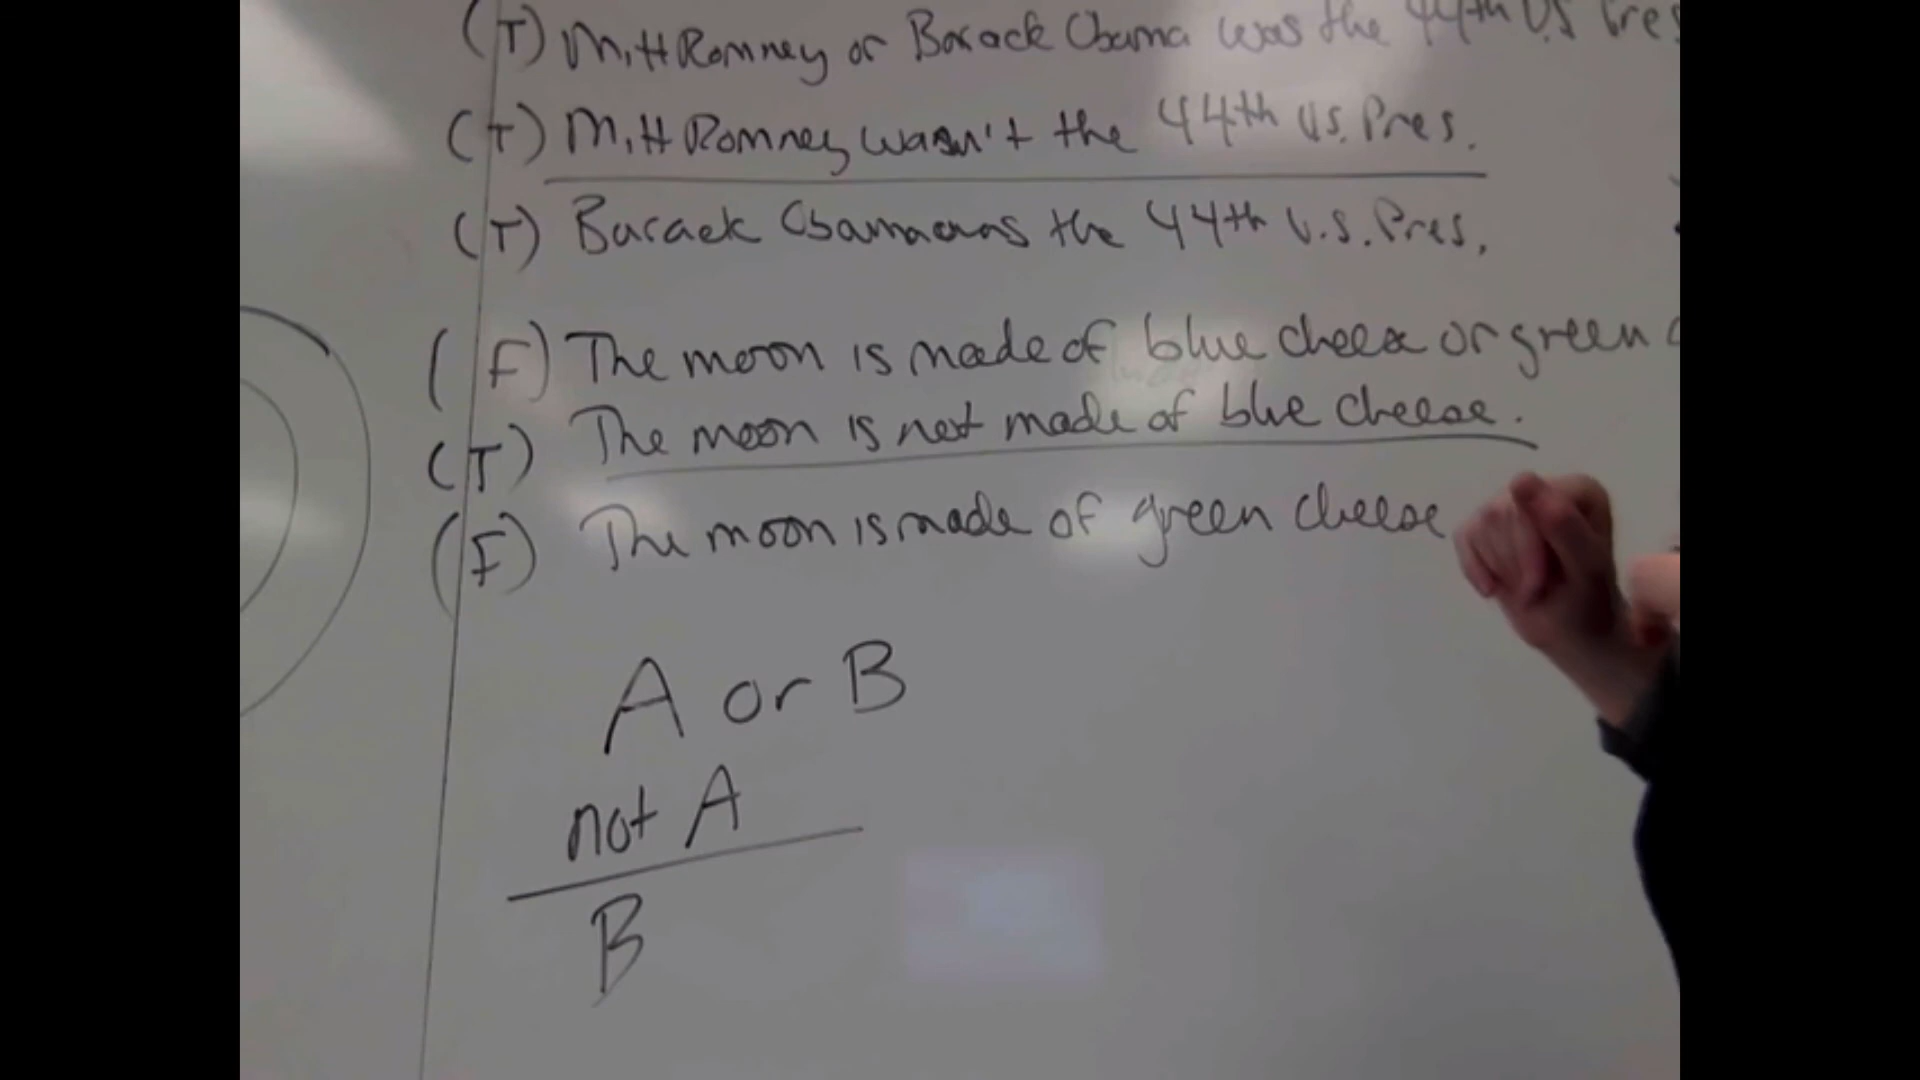 (T) Mitt Romney or Barack Obama was the 44th U.S Pres
(T) Mitt Romney wasn't the 44th U.S. Pres.
(T) Barack Obama was the 44th U.S. Pres.
(F) The moon is made of blue cheese or green c
(T) The moon is not made of blue cheese.
(F) The moon is made of green cheese
A or B
not A
B